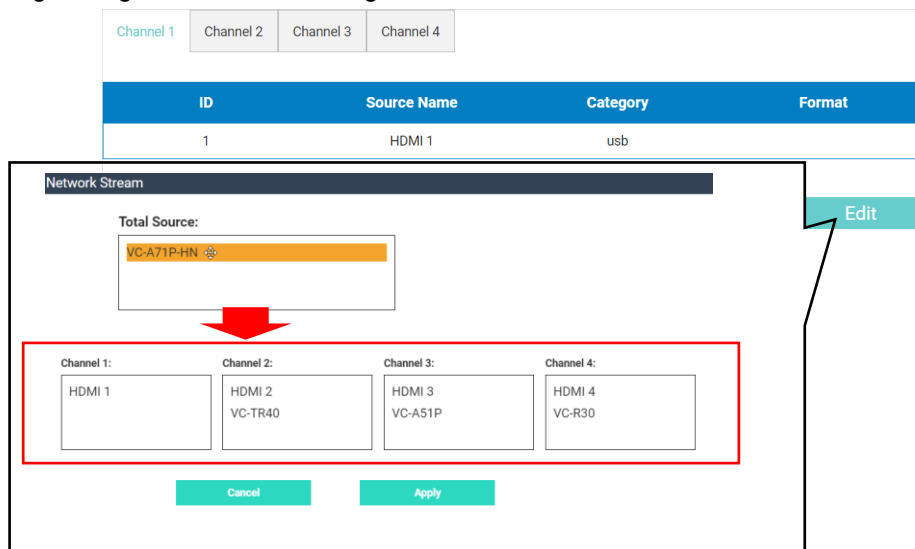 Channel 1 Channel 2 Channel 3 Channel 4
ID Source Name Category Format
1 HDMI 1 usb
Edit
Network Stream
Total Source:
VC-A71P-HN
Channel 1: Channel 2: Channel 3: Channel 4:
HDMI 1 HDMI 2 HDMI 3 HDMI 4
VC-TR40 VC-A51P VC-R30
Cancel Apply